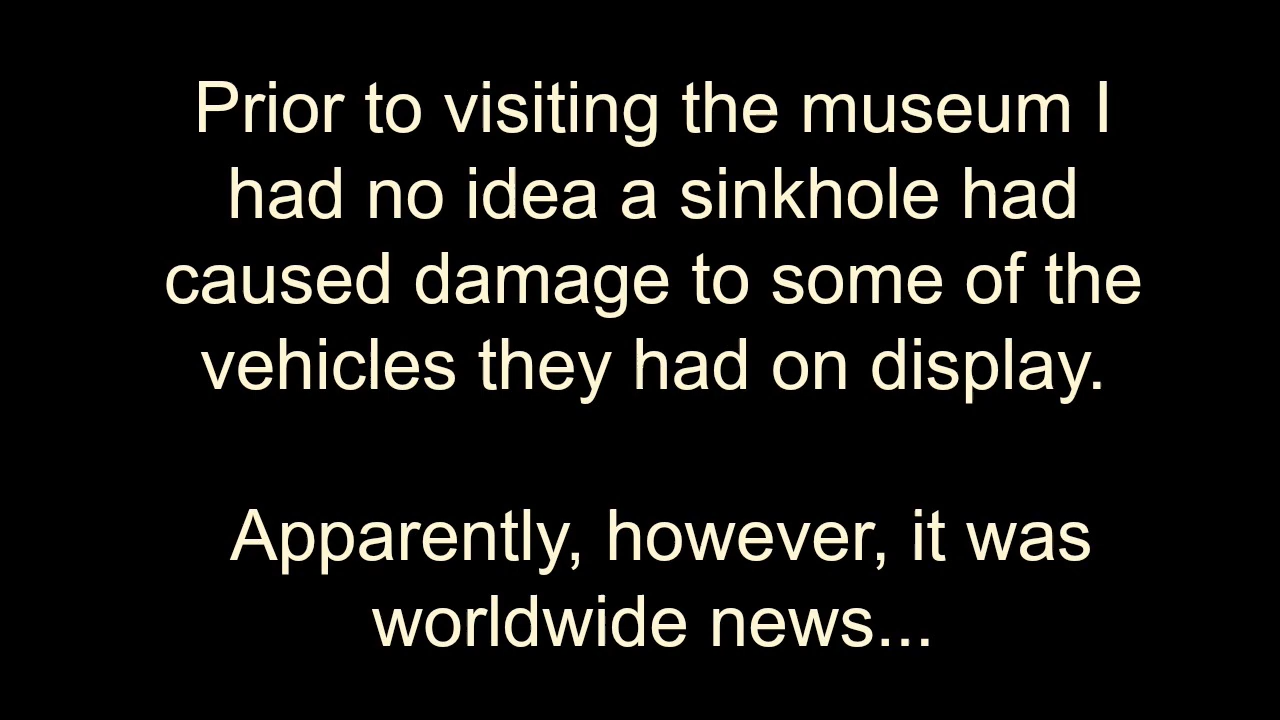 Prior to visiting the museum I
had no idea a sinkhole had
caused damage to some of the
vehicles they had on display.
Apparently, however, it was
worldwide news...